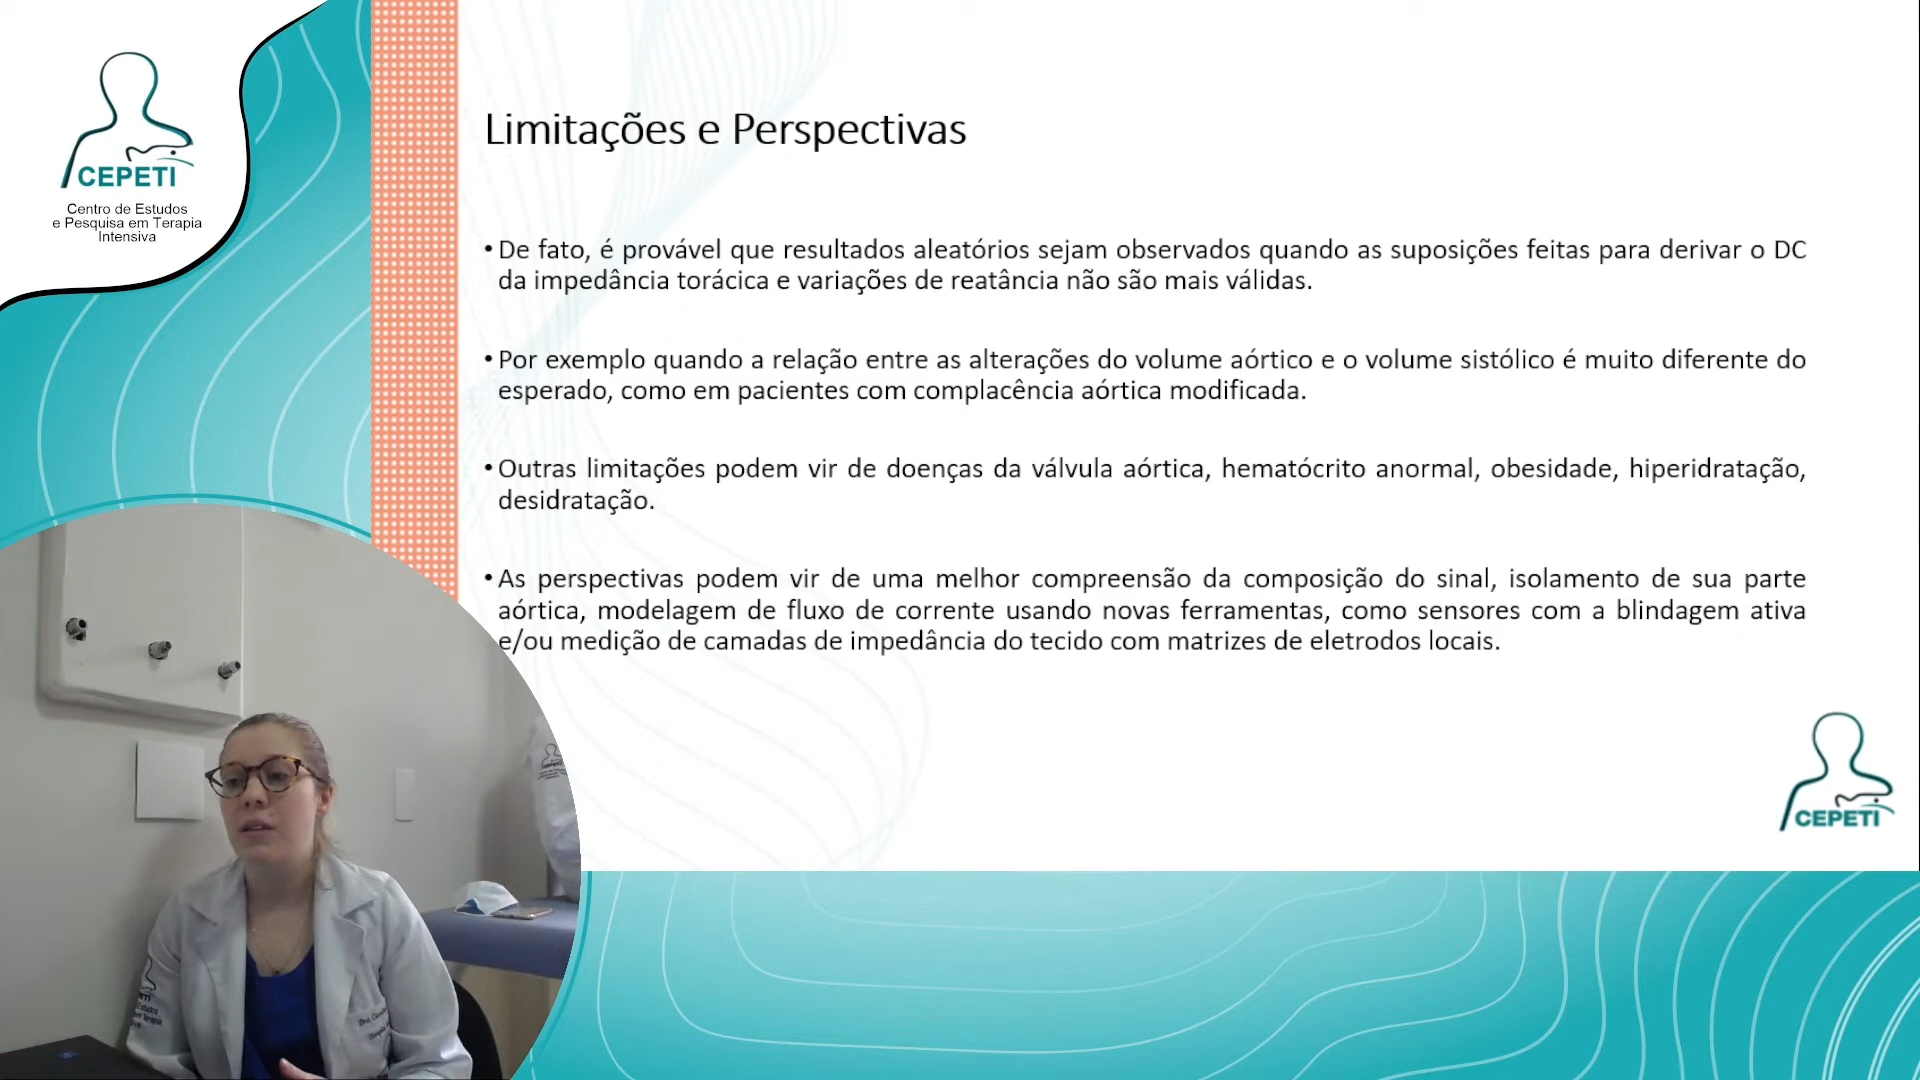 CEPETI
Centro de Estudos
e Pesquisa em Terapia
Intensiva
Limitações e Perspectivas
• De fato, é provável que resultados aleatórios sejam observados quando as suposições feitas para derivar o DC
da impedância torácica e variações de reatância não são mais válidas.
• Por exemplo quando a relação entre as alterações do volume aórtico e o volume sistólico é muito diferente do
esperado, como em pacientes com complacência aórtica modificada.
• Outras limitações podem vir de doenças da válvula aórtica, hematócrito anormal, obesidade, hiperidratação,
desidratação.
• As perspectivas podem vir de uma melhor compreensão da composição do sinal, isolamento de sua parte
aórtica, modelagem de fluxo de corrente usando novas ferramentas, como sensores com a blindagem ativa
e/ou medição de camadas de impedância do tecido com matrizes de eletrodos locais.
CEPETI